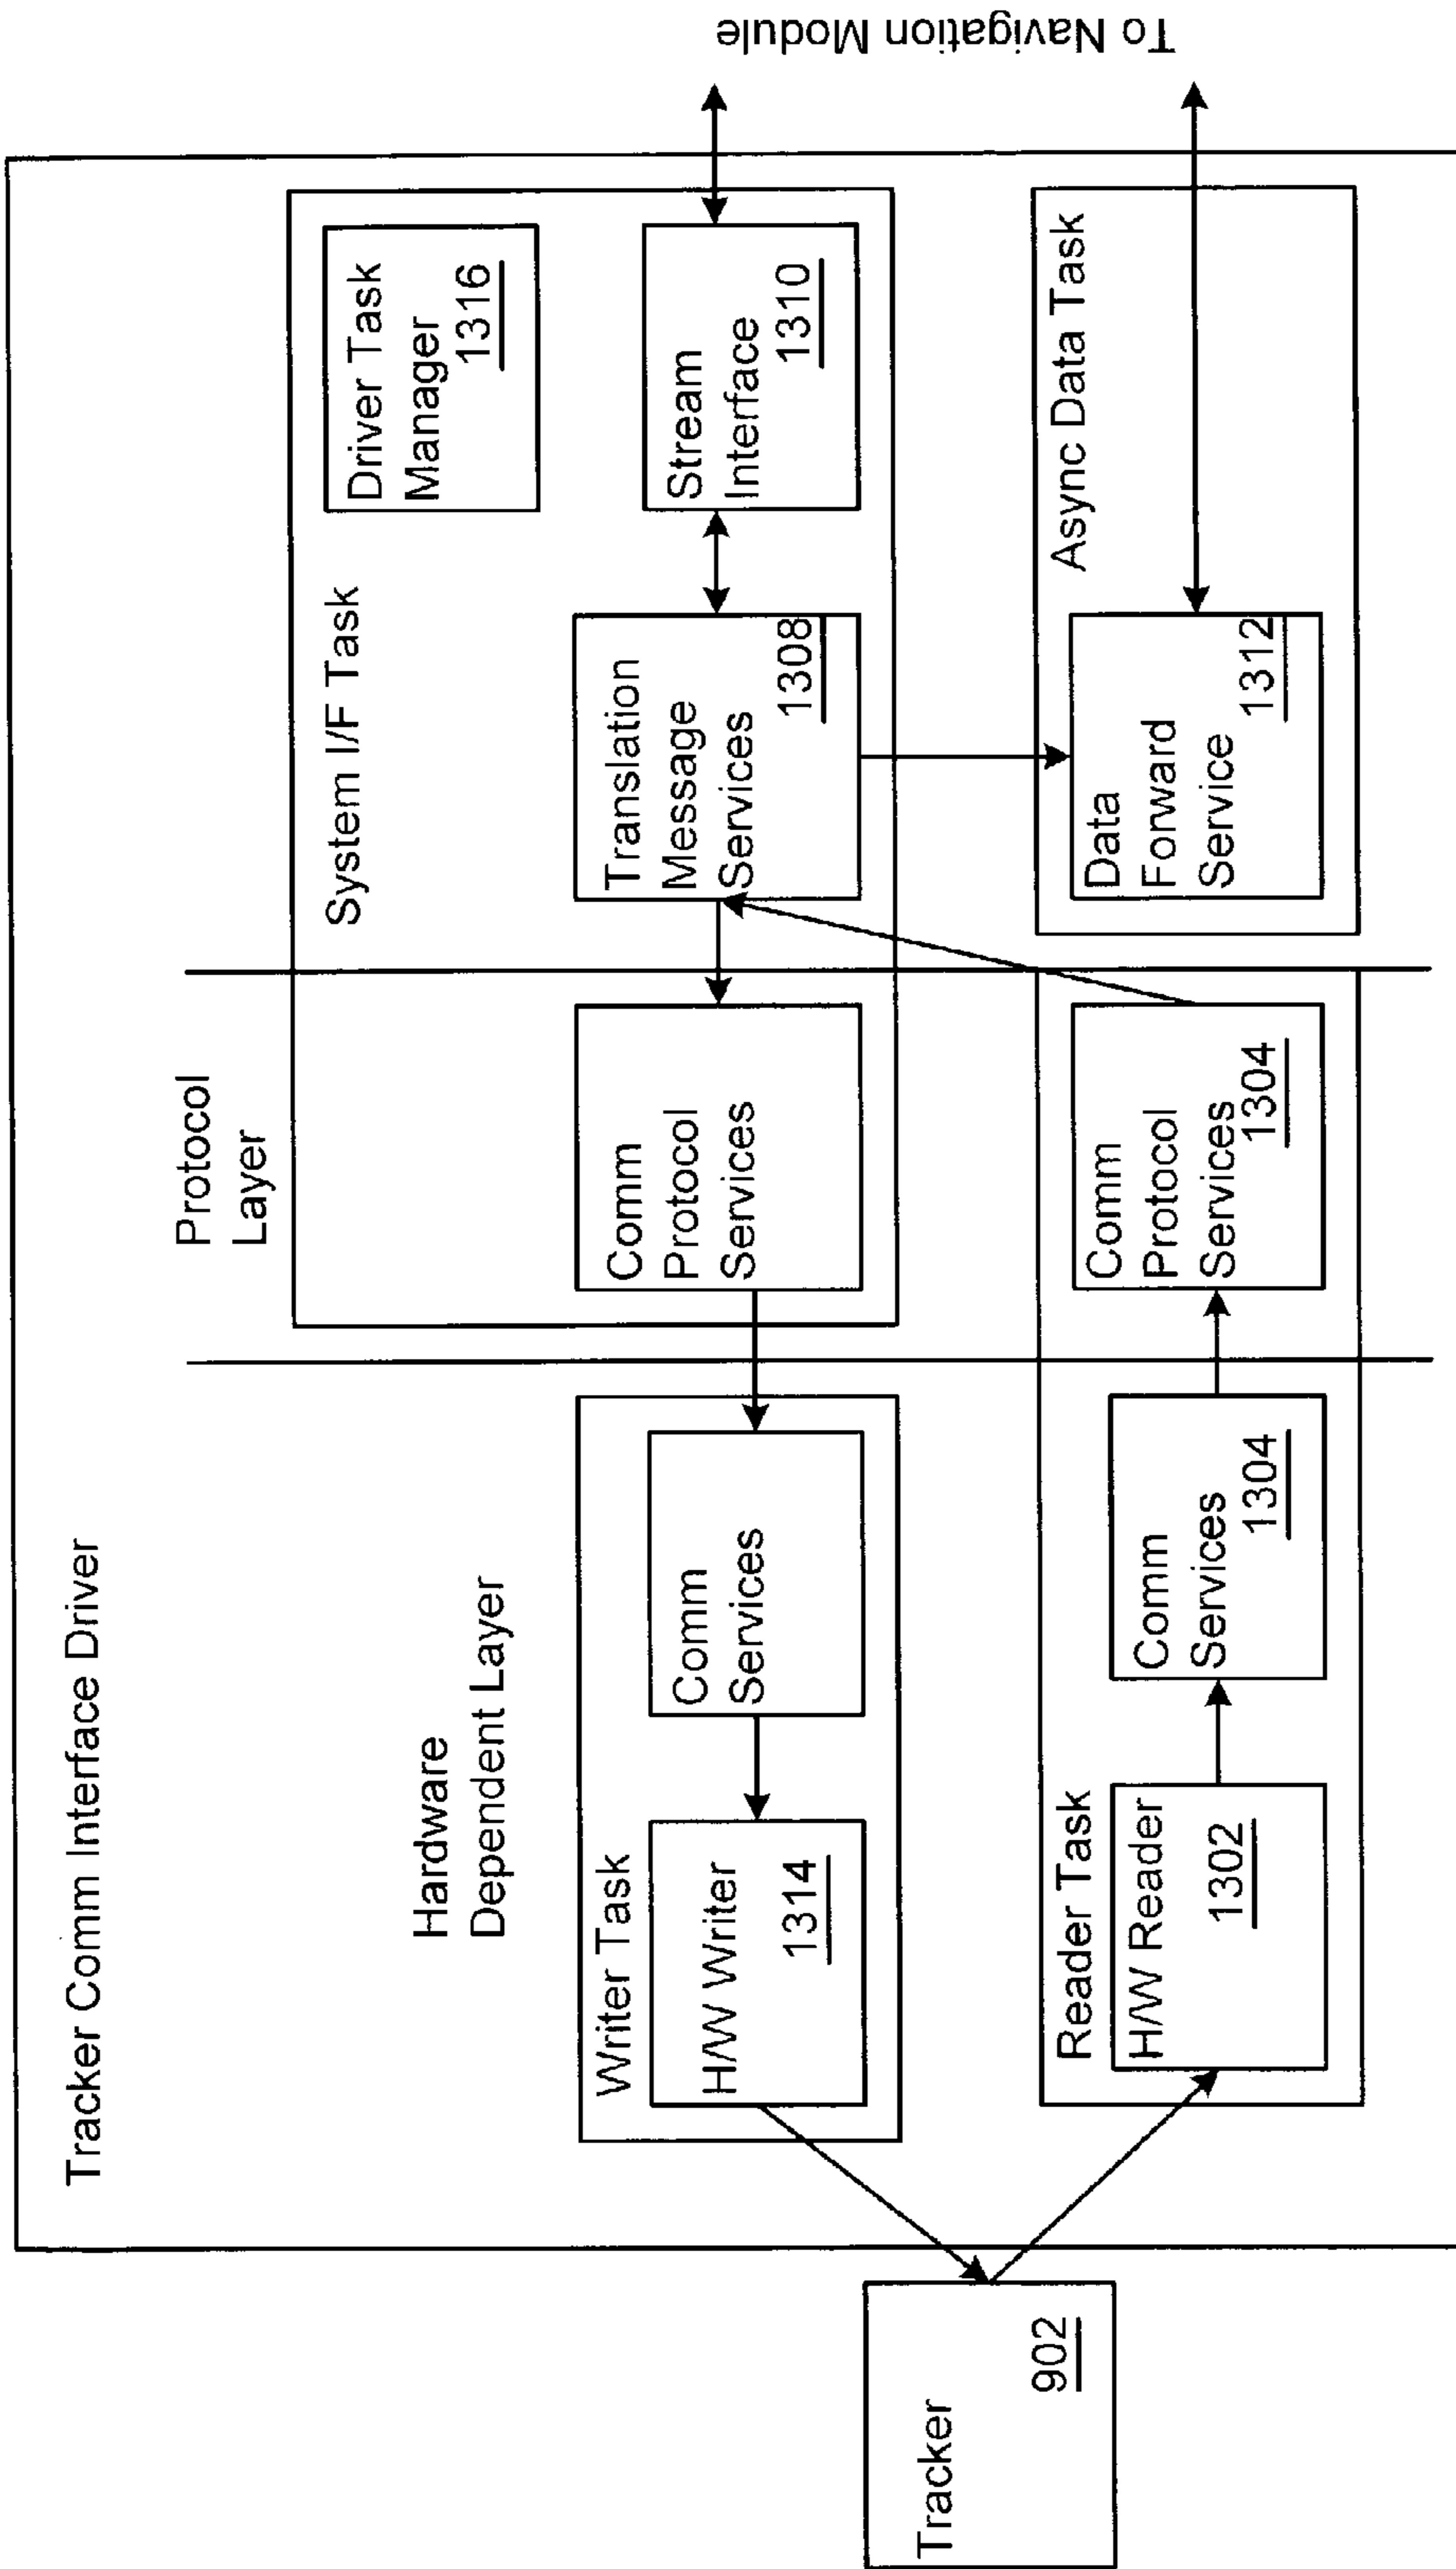 Tracker Comm Interface Driver
Hardware
Dependent Layer
Protocol
Layer
System I/F Task
Driver Task
Manager
1316
Writer Task
H/W Writer
1314
Comm
Services
Comm
Protocol
Services
Translation
Message
Services
1308
Stream
Interface
1310
Tracker
902
Reader Task
H/W Reader
1302
Comm
Services
1304
Comm
Protocol
Services
1304
Data
Forward
Service
1312
Async Data Task
To Navigation Module